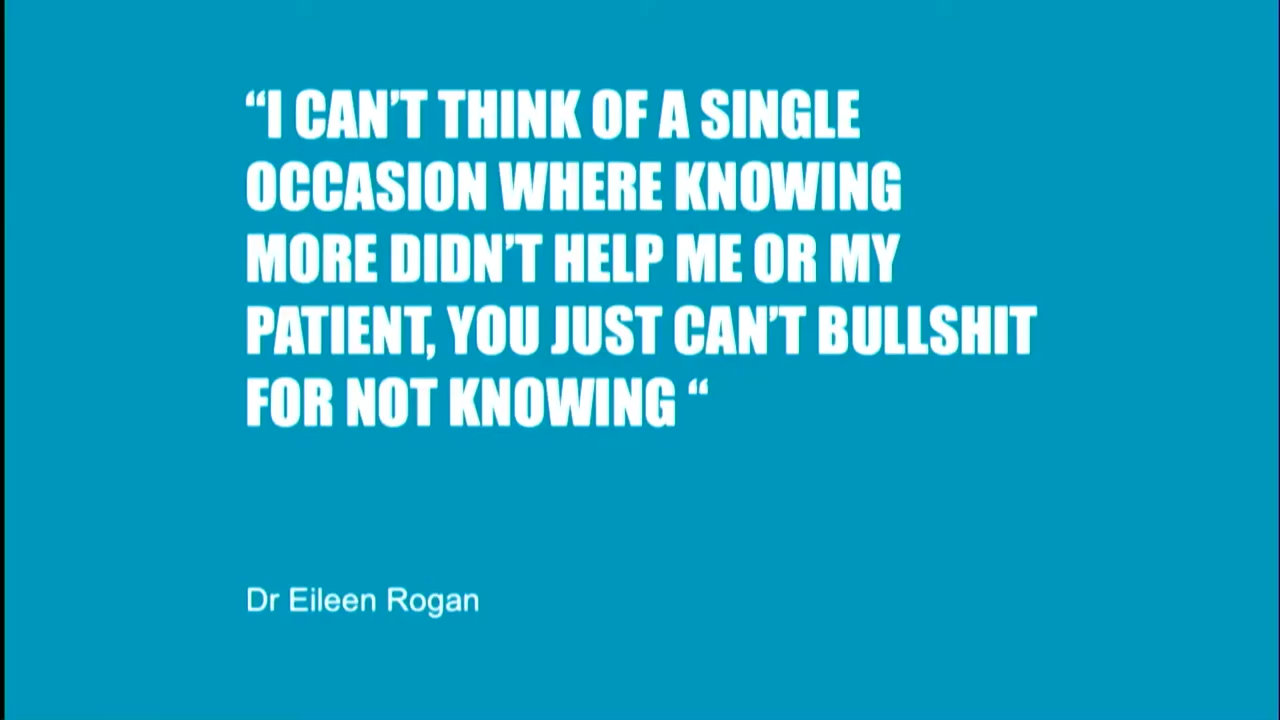 “I CAN’T THINK OF A SINGLE
OCCASION WHERE KNOWING
MORE DIDN’T HELP ME OR MY
PATIENT, YOU JUST CAN’T BULLSHIT
FOR NOT KNOWING “
Dr Eileen Rogan